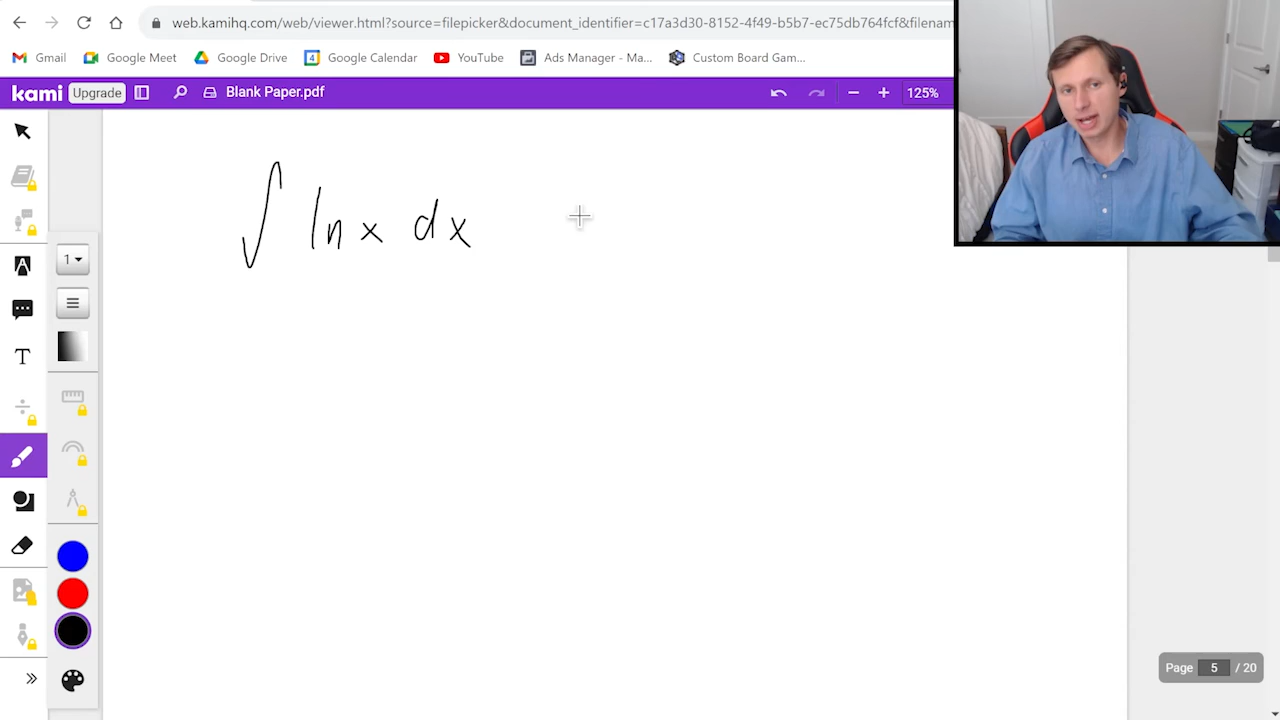 web.kamihq.com/web/viewer.html?source=filepicker&document_identifier=c17a3d30-8152-4f49-b5b7-ec75db764fcf&filenam
Gmail Google Meet Google Drive 4 Google Calendar YouTube Ads Manager - Ma... Custom Board Gam...
kami Upgrade Blank Paper.pdf 125%
∫ ln x dx
1
A
T
Page 5 / 20